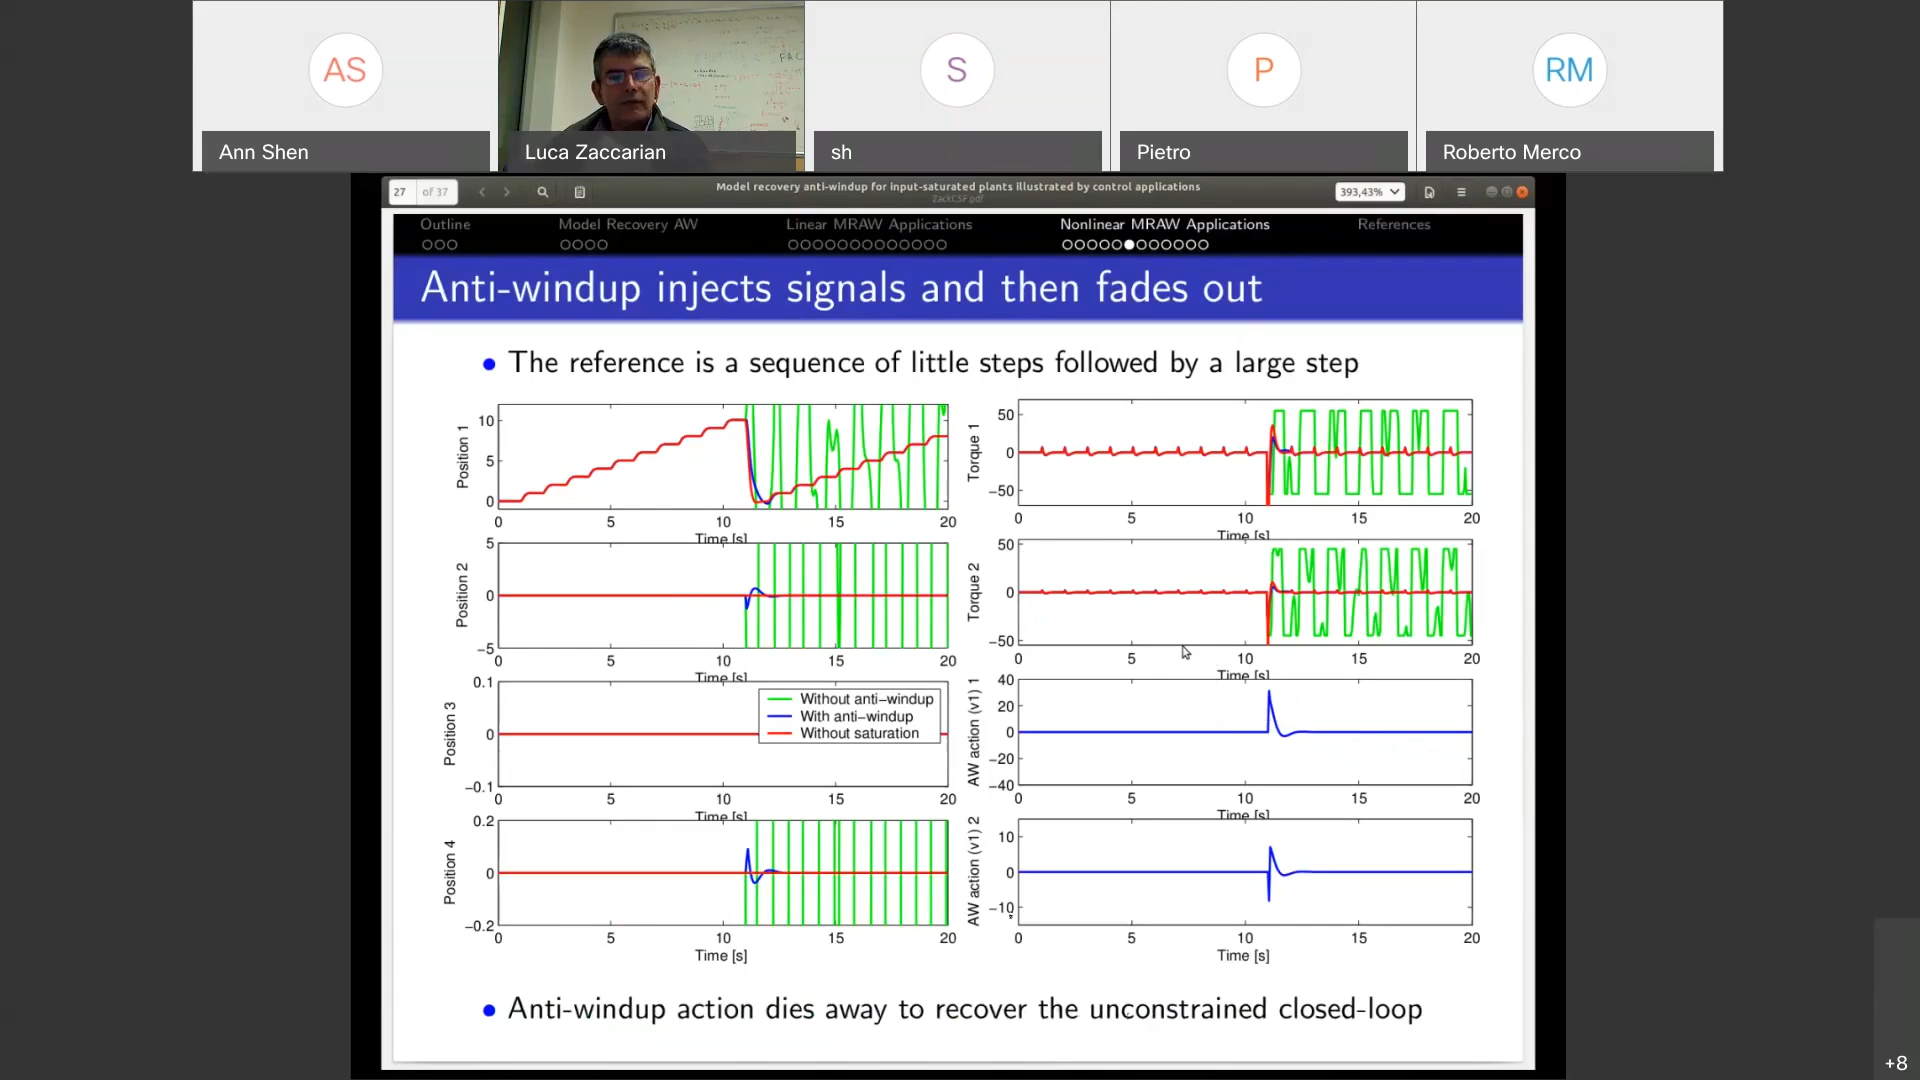 AS
S
P
RM
Ann Shen
Luca Zaccarian
sh
Pietro
Roberto Merco
27 of 37
Model recovery anti-windup for input-saturated plants illustrated by control applications
ZackCSF.pdf
393,43%
Outline
Model Recovery AW
Linear MRAW Applications
Nonlinear MRAW Applications
References
Anti-windup injects signals and then fades out
• The reference is a sequence of little steps followed by a large step
Position 1
10
5
0
0 5 10 15 20
Time [s]
Torque 1
50
0
−50
0 5 10 15 20
Time [s]
Position 2
5
0
−5
0 5 10 15 20
Time [s]
Torque 2
50
0
−50
0 5 10 15 20
Time [s]
Position 3
0.1
0
−0.1
Without anti−windup
With anti−windup
Without saturation
0 5 10 15 20
Time [s]
AW action (v1) 1
40
20
0
−20
−40
0 5 10 15 20
Time [s]
Position 4
0.2
0
−0.2
0 5 10 15 20
Time [s]
AW action (v1) 2
10
0
−10
0 5 10 15 20
Time [s]
• Anti-windup action dies away to recover the unconstrained closed-loop
+8